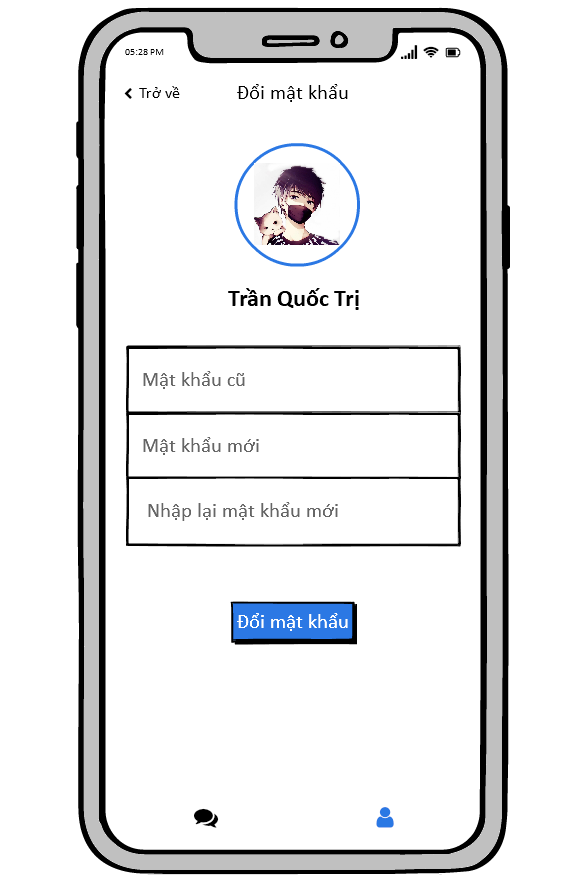 05:28 PM
Trở về
Đổi mật khẩu
Trần Quốc Trị
Mật khẩu cũ
Mật khẩu mới
Nhập lại mật khẩu mới
Đổi mật khẩu